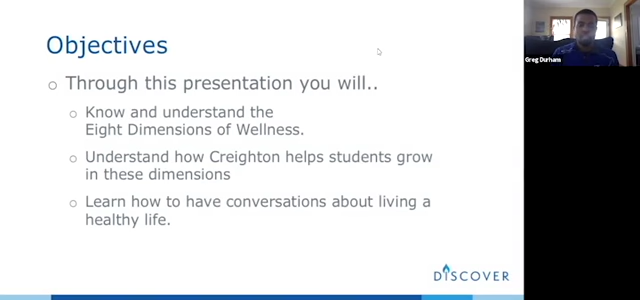 Objectives
Through this presentation you will..
Know and understand the
Eight Dimensions of Wellness.
Understand how Creighton helps students grow
in these dimensions
Learn how to have conversations about living a
healthy life.
DISCOVER
Greg Durham